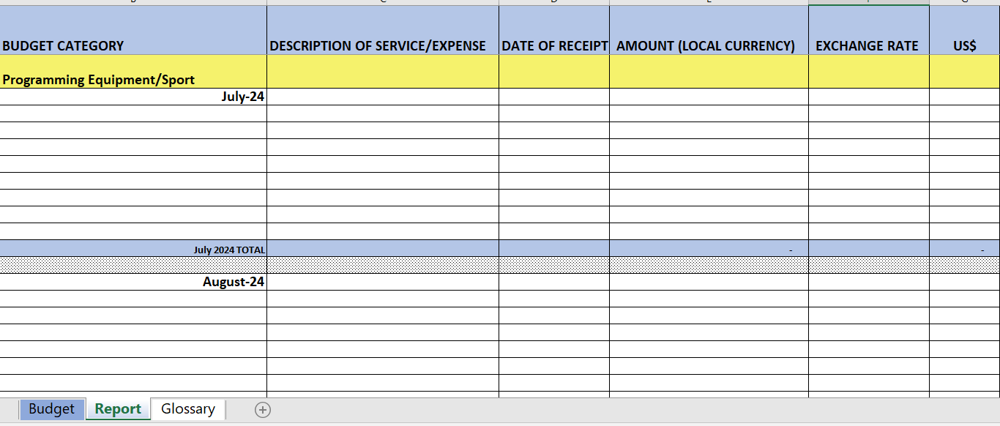 BUDGET CATEGORY DESCRIPTION OF SERVICE/EXPENSE DATE OF RECEIPT AMOUNT (LOCAL CURRENCY) EXCHANGE RATE US$
Programming Equipment/Sport
July-24
July 2024 TOTAL - -
August-24
Budget Report Glossary